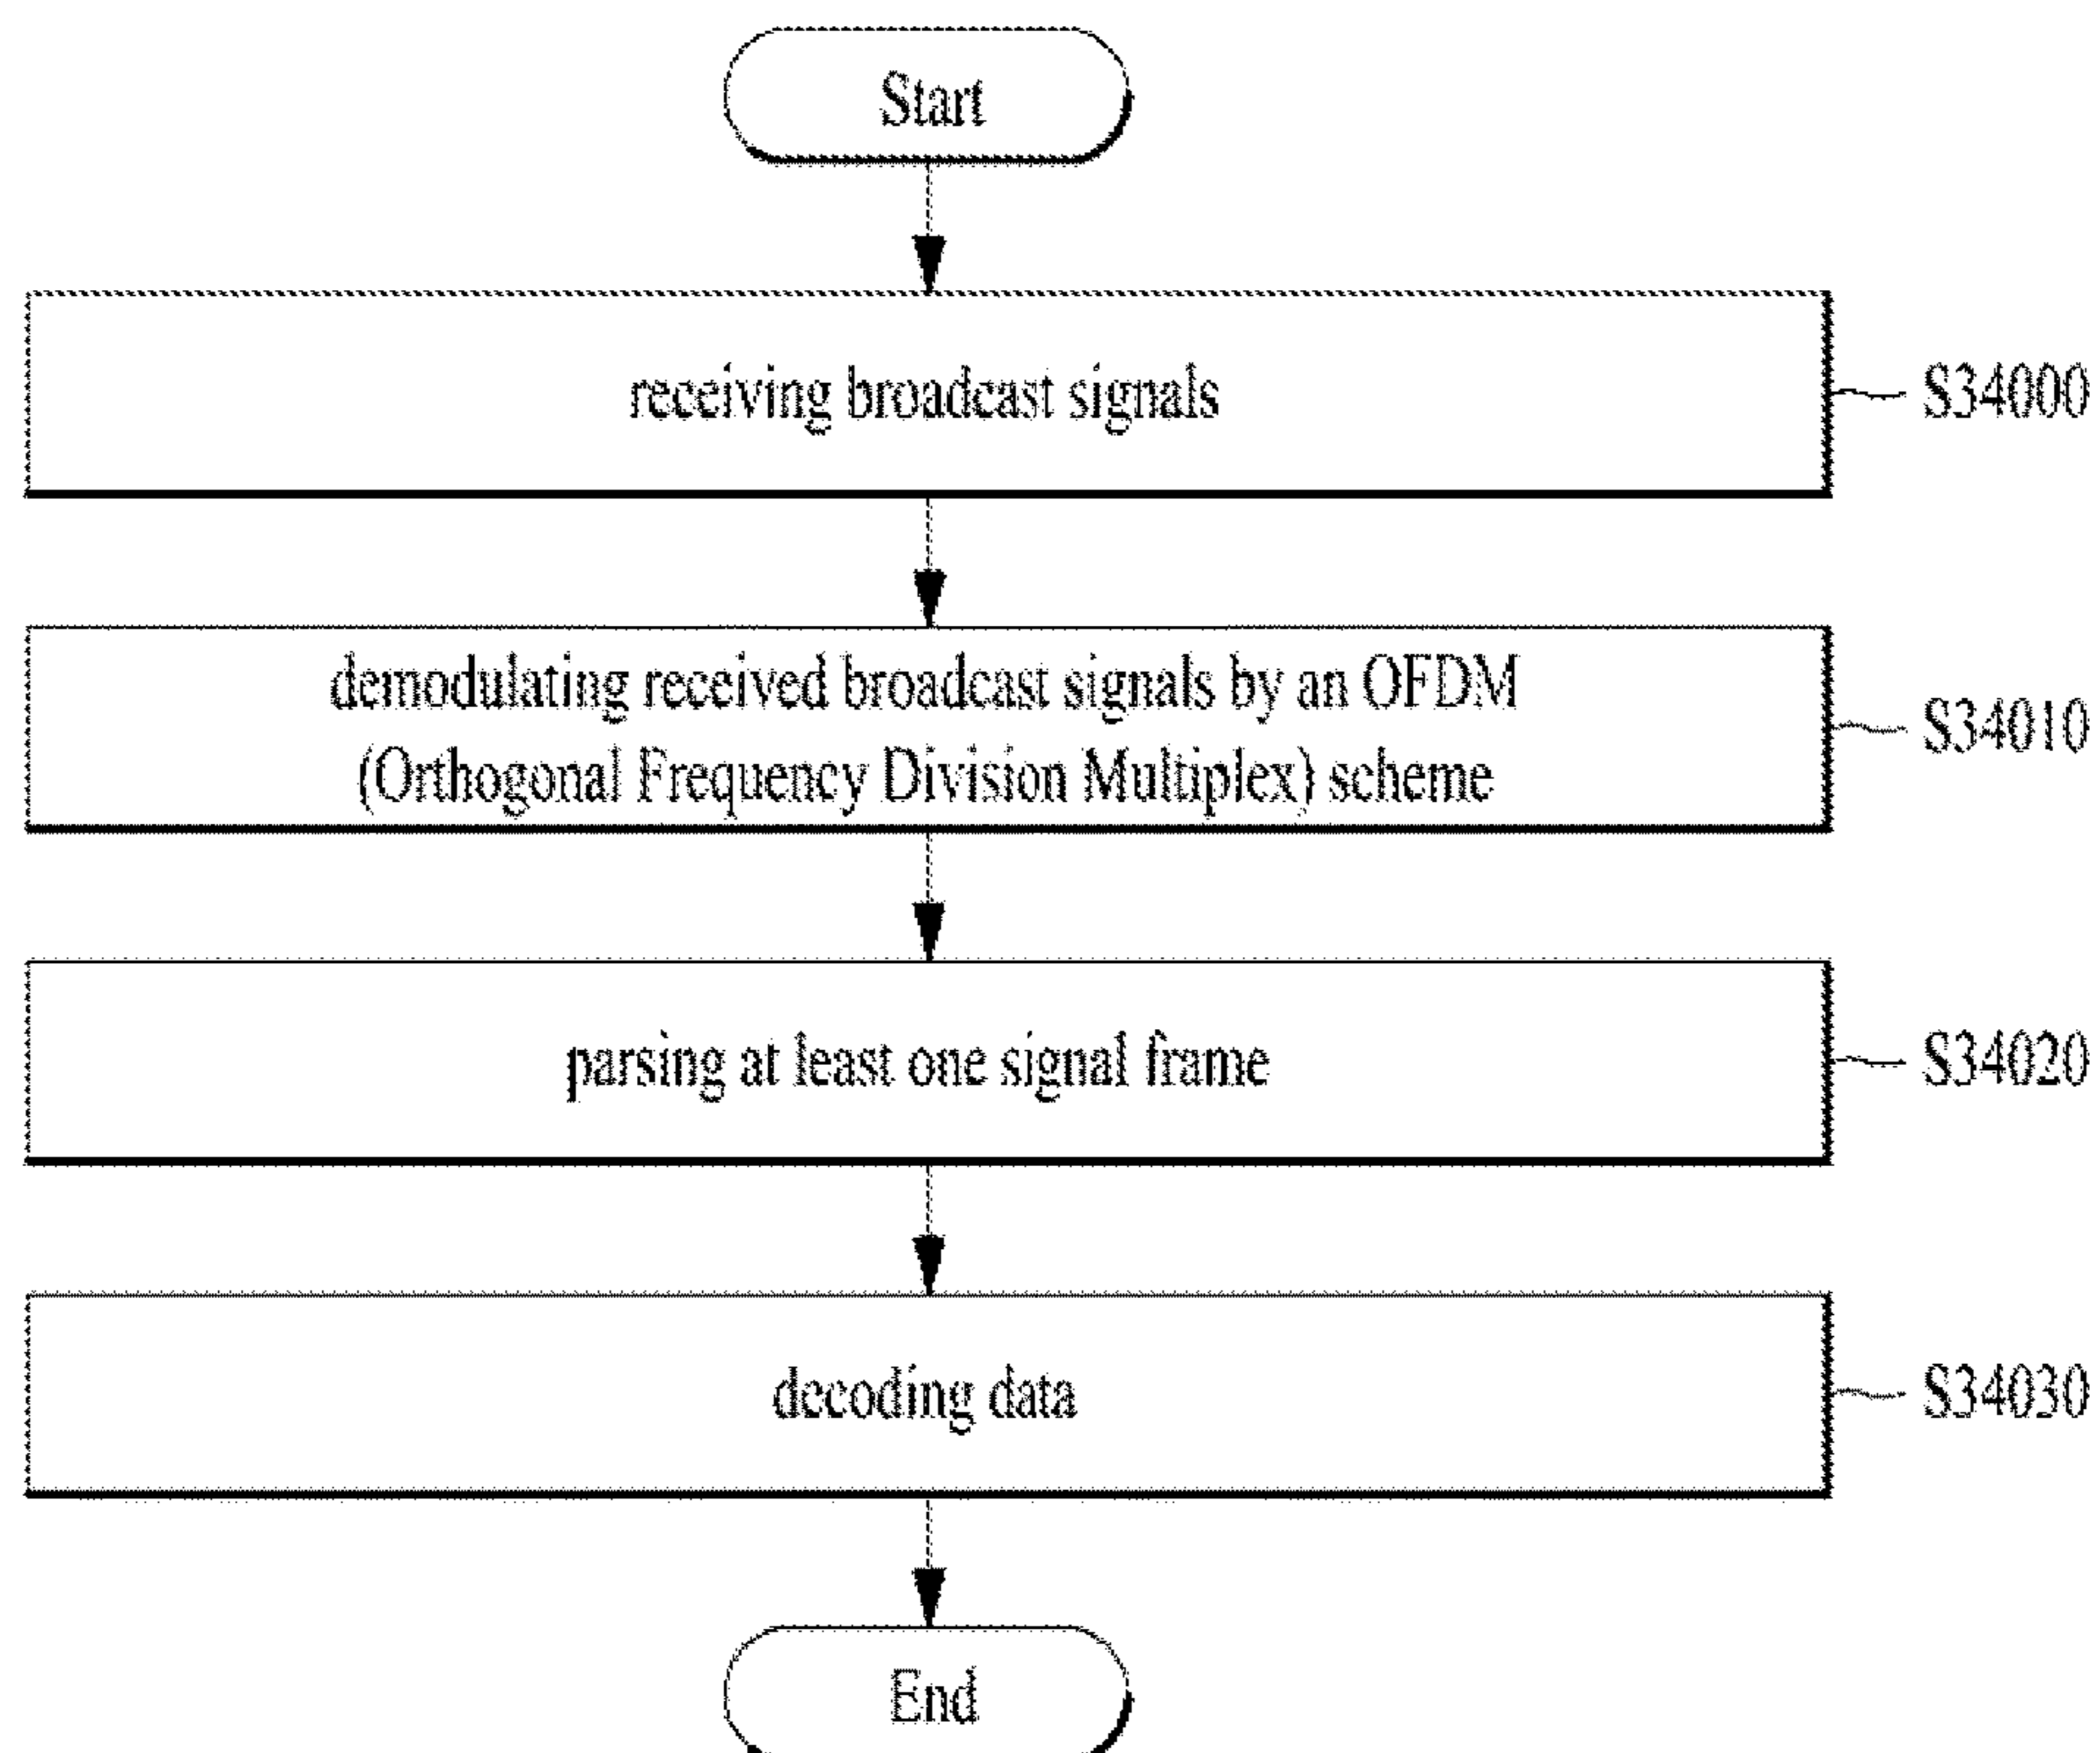 Start
receiving broadcast signals
S34000
demodulating received broadcast signals by an OFDM
(Orthogonal Frequency Division Multiplex) scheme
S34010
parsing at least one signal frame
S34020
decoding data
S34030
End